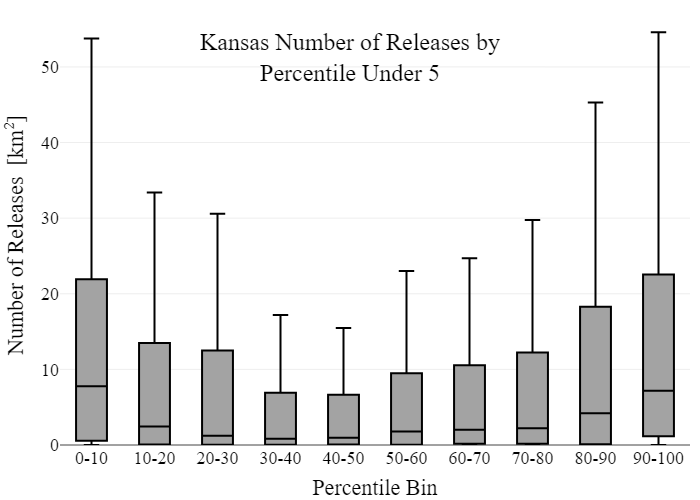 Kansas Number of Releases by
Percentile Under 5
Number of Releases [km²]
50
40
30
20
10
0
0-10 10-20 20-30 30-40 40-50 50-60 60-70 70-80 80-90 90-100
Percentile Bin